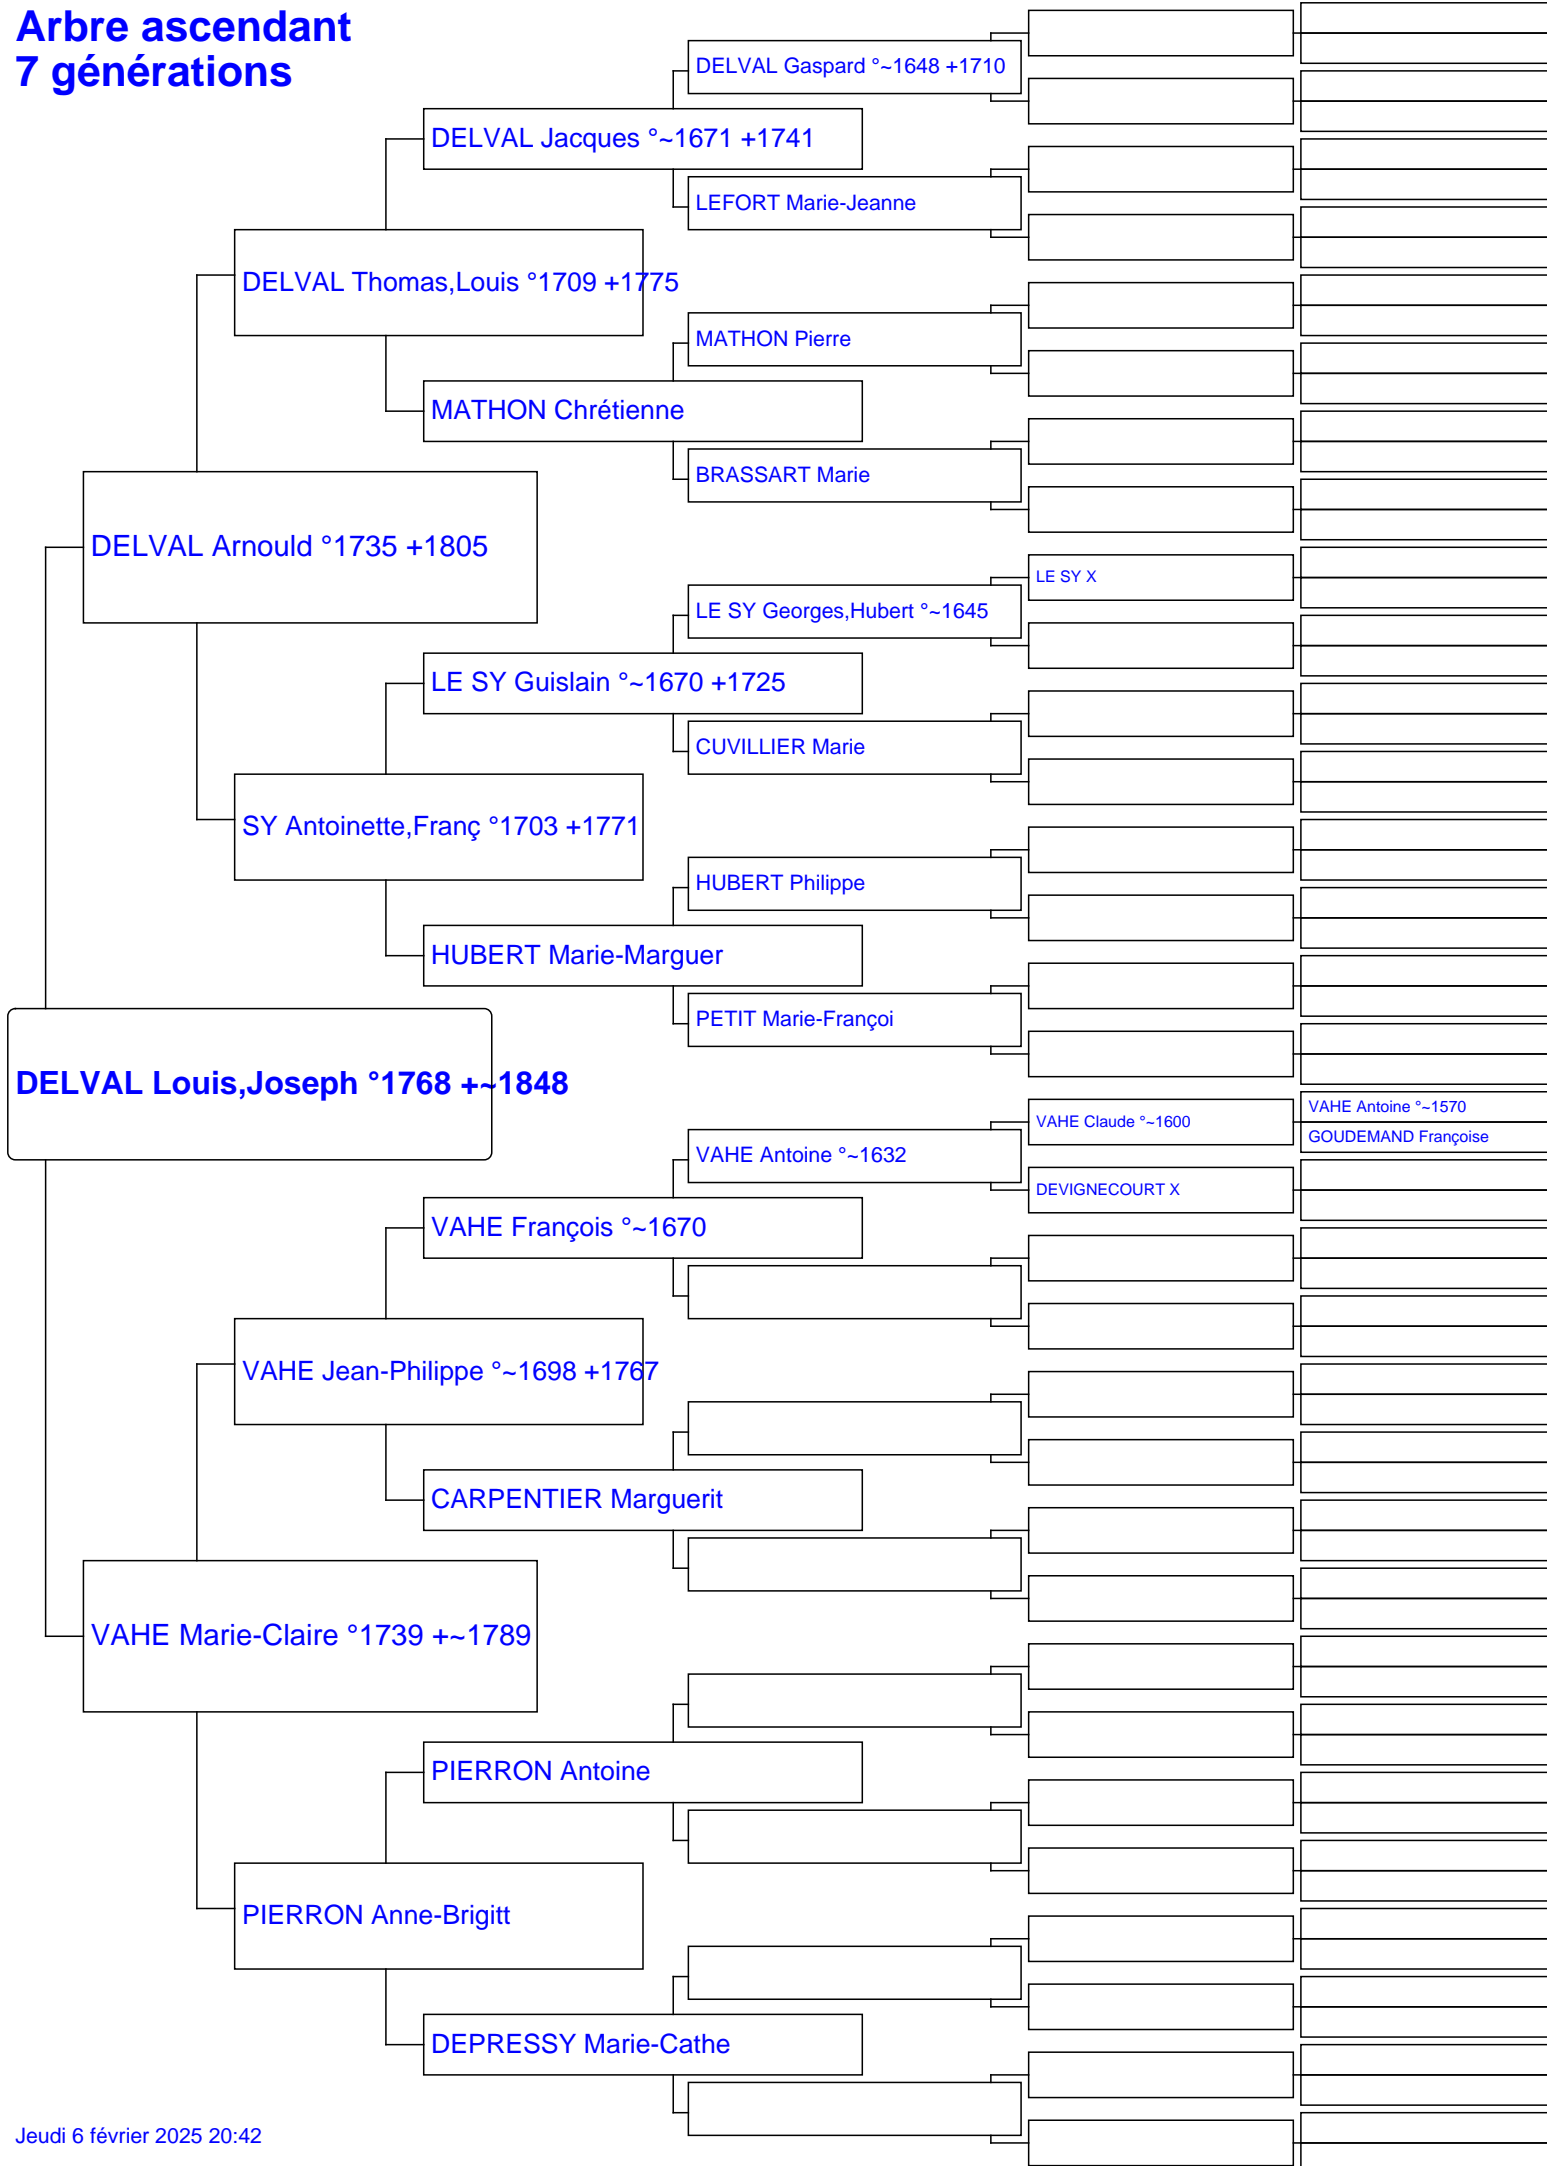 Arbre ascendant
7 générations
DELVAL Gaspard °~1648 +1710
DELVAL Jacques °~1671 +1741
LEFORT Marie-Jeanne
DELVAL Thomas,Louis °1709 +1775
MATHON Pierre
MATHON Chrétienne
BRASSART Marie
DELVAL Arnould °1735 +1805
LE SY X
LE SY Georges,Hubert °~1645
LE SY Guislain °~1670 +1725
CUVILLIER Marie
SY Antoinette,Franç °1703 +1771
HUBERT Philippe
HUBERT Marie-Marguer
PETIT Marie-Françoi
DELVAL Louis,Joseph °1768 +~1848
VAHE Antoine °~1570
VAHE Claude °~1600
GOUDEMAND Françoise
VAHE Antoine °~1632
DEVIGNECOURT X
VAHE François °~1670
VAHE Jean-Philippe °~1698 +1767
CARPENTIER Marguerit
VAHE Marie-Claire °1739 +~1789
PIERRON Antoine
PIERRON Anne-Brigitt
DEPRESSY Marie-Cathe
Jeudi 6 février 2025 20:42